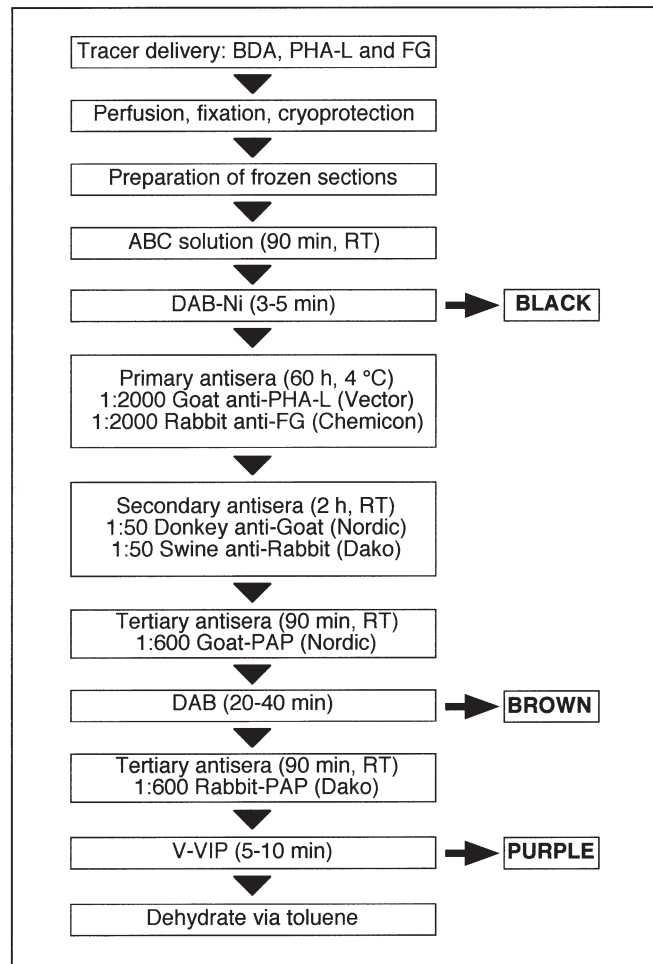 Tracer delivery: BDA, PHA-L and FG
Perfusion, fixation, cryoprotection
Preparation of frozen sections
ABC solution (90 min, RT)
DAB-Ni (3-5 min)
BLACK
Primary antisera (60 h, 4 °C)
1:2000 Goat anti-PHA-L (Vector)
1:2000 Rabbit anti-FG (Chemicon)
Secondary antisera (2 h, RT)
1:50 Donkey anti-Goat (Nordic)
1:50 Swine anti-Rabbit (Dako)
Tertiary antisera (90 min, RT)
1:600 Goat-PAP (Nordic)
DAB (20-40 min)
BROWN
Tertiary antisera (90 min, RT)
1:600 Rabbit-PAP (Dako)
V-VIP (5-10 min)
PURPLE
Dehydrate via toluene